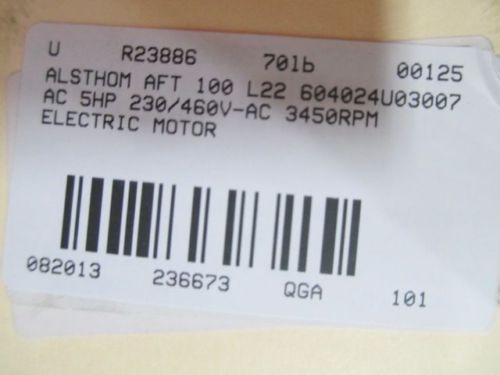 U R23886 70lb 00125
ALSTHOM AFT 100 L22 604024U03007
AC 5HP 230/460V-AC 3450RPM
ELECTRIC MOTOR
082013 236673 QGA 101